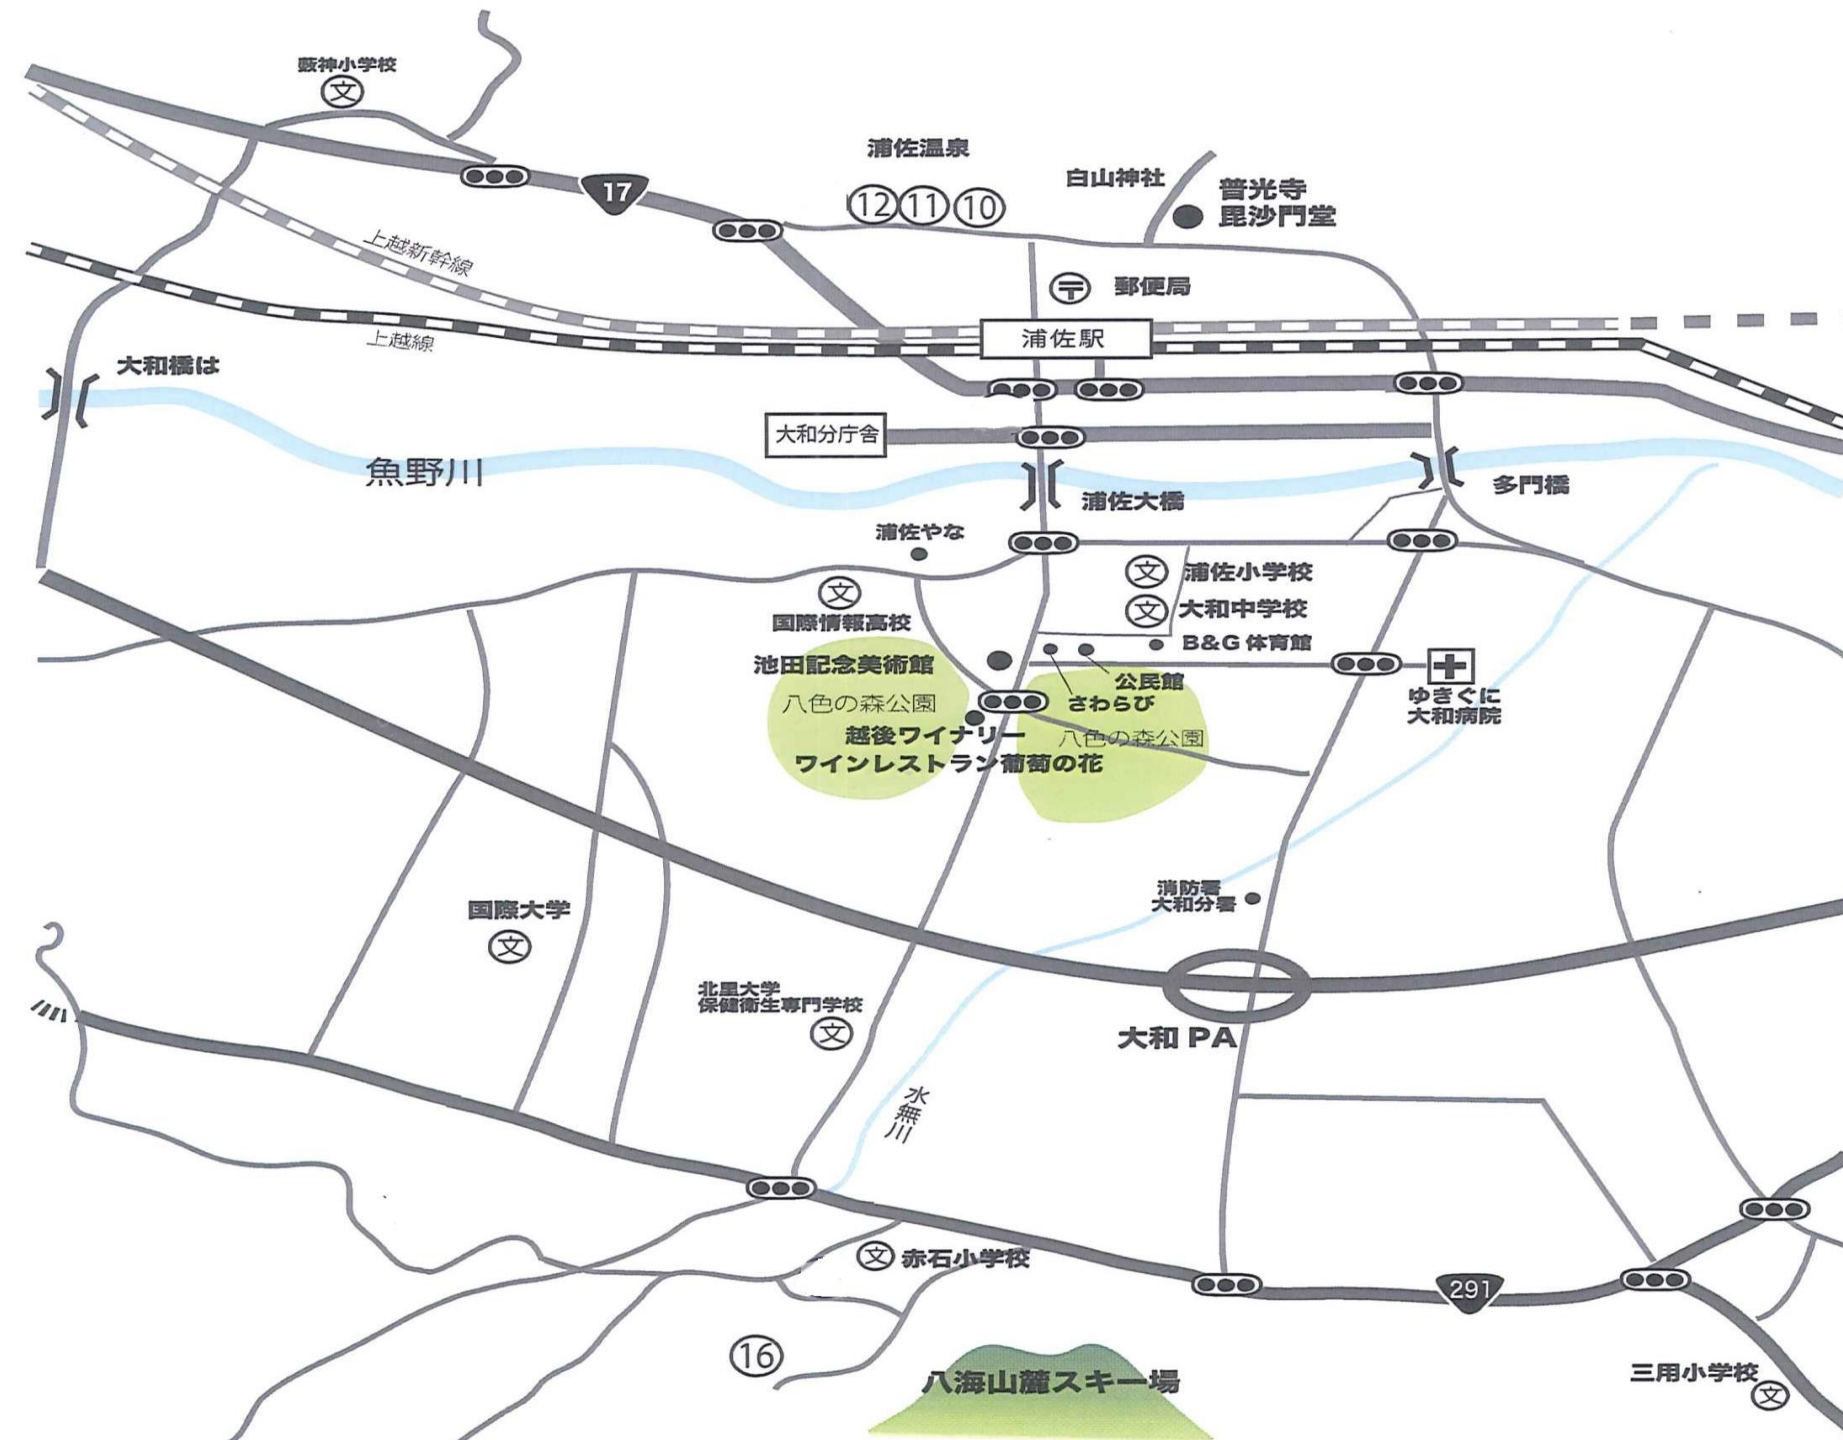 藪神小学校
文
17
浦佐温泉
12 11 10
白山神社
普光寺
毘沙門堂
上越新幹線
上越線
郵便局
浦佐駅
大和橋は
大和分庁舎
魚野川
浦佐大橋
多門橋
浦佐やな
文
国際情報高校
文 浦佐小学校
文 大和中学校
B&G 体育館
池田記念美術館
公民館
さわらび
八色の森公園
越後ワイナリー
ワインレストラン葡萄の花
八色の森公園
ゆきぐに
大和病院
消防署
大和分署
国際大学
文
北里大学
保健衛生専門学校
文
大和 PA
水無川
文 赤石小学校
291
16
八海山麓スキー場
三用小学校
文